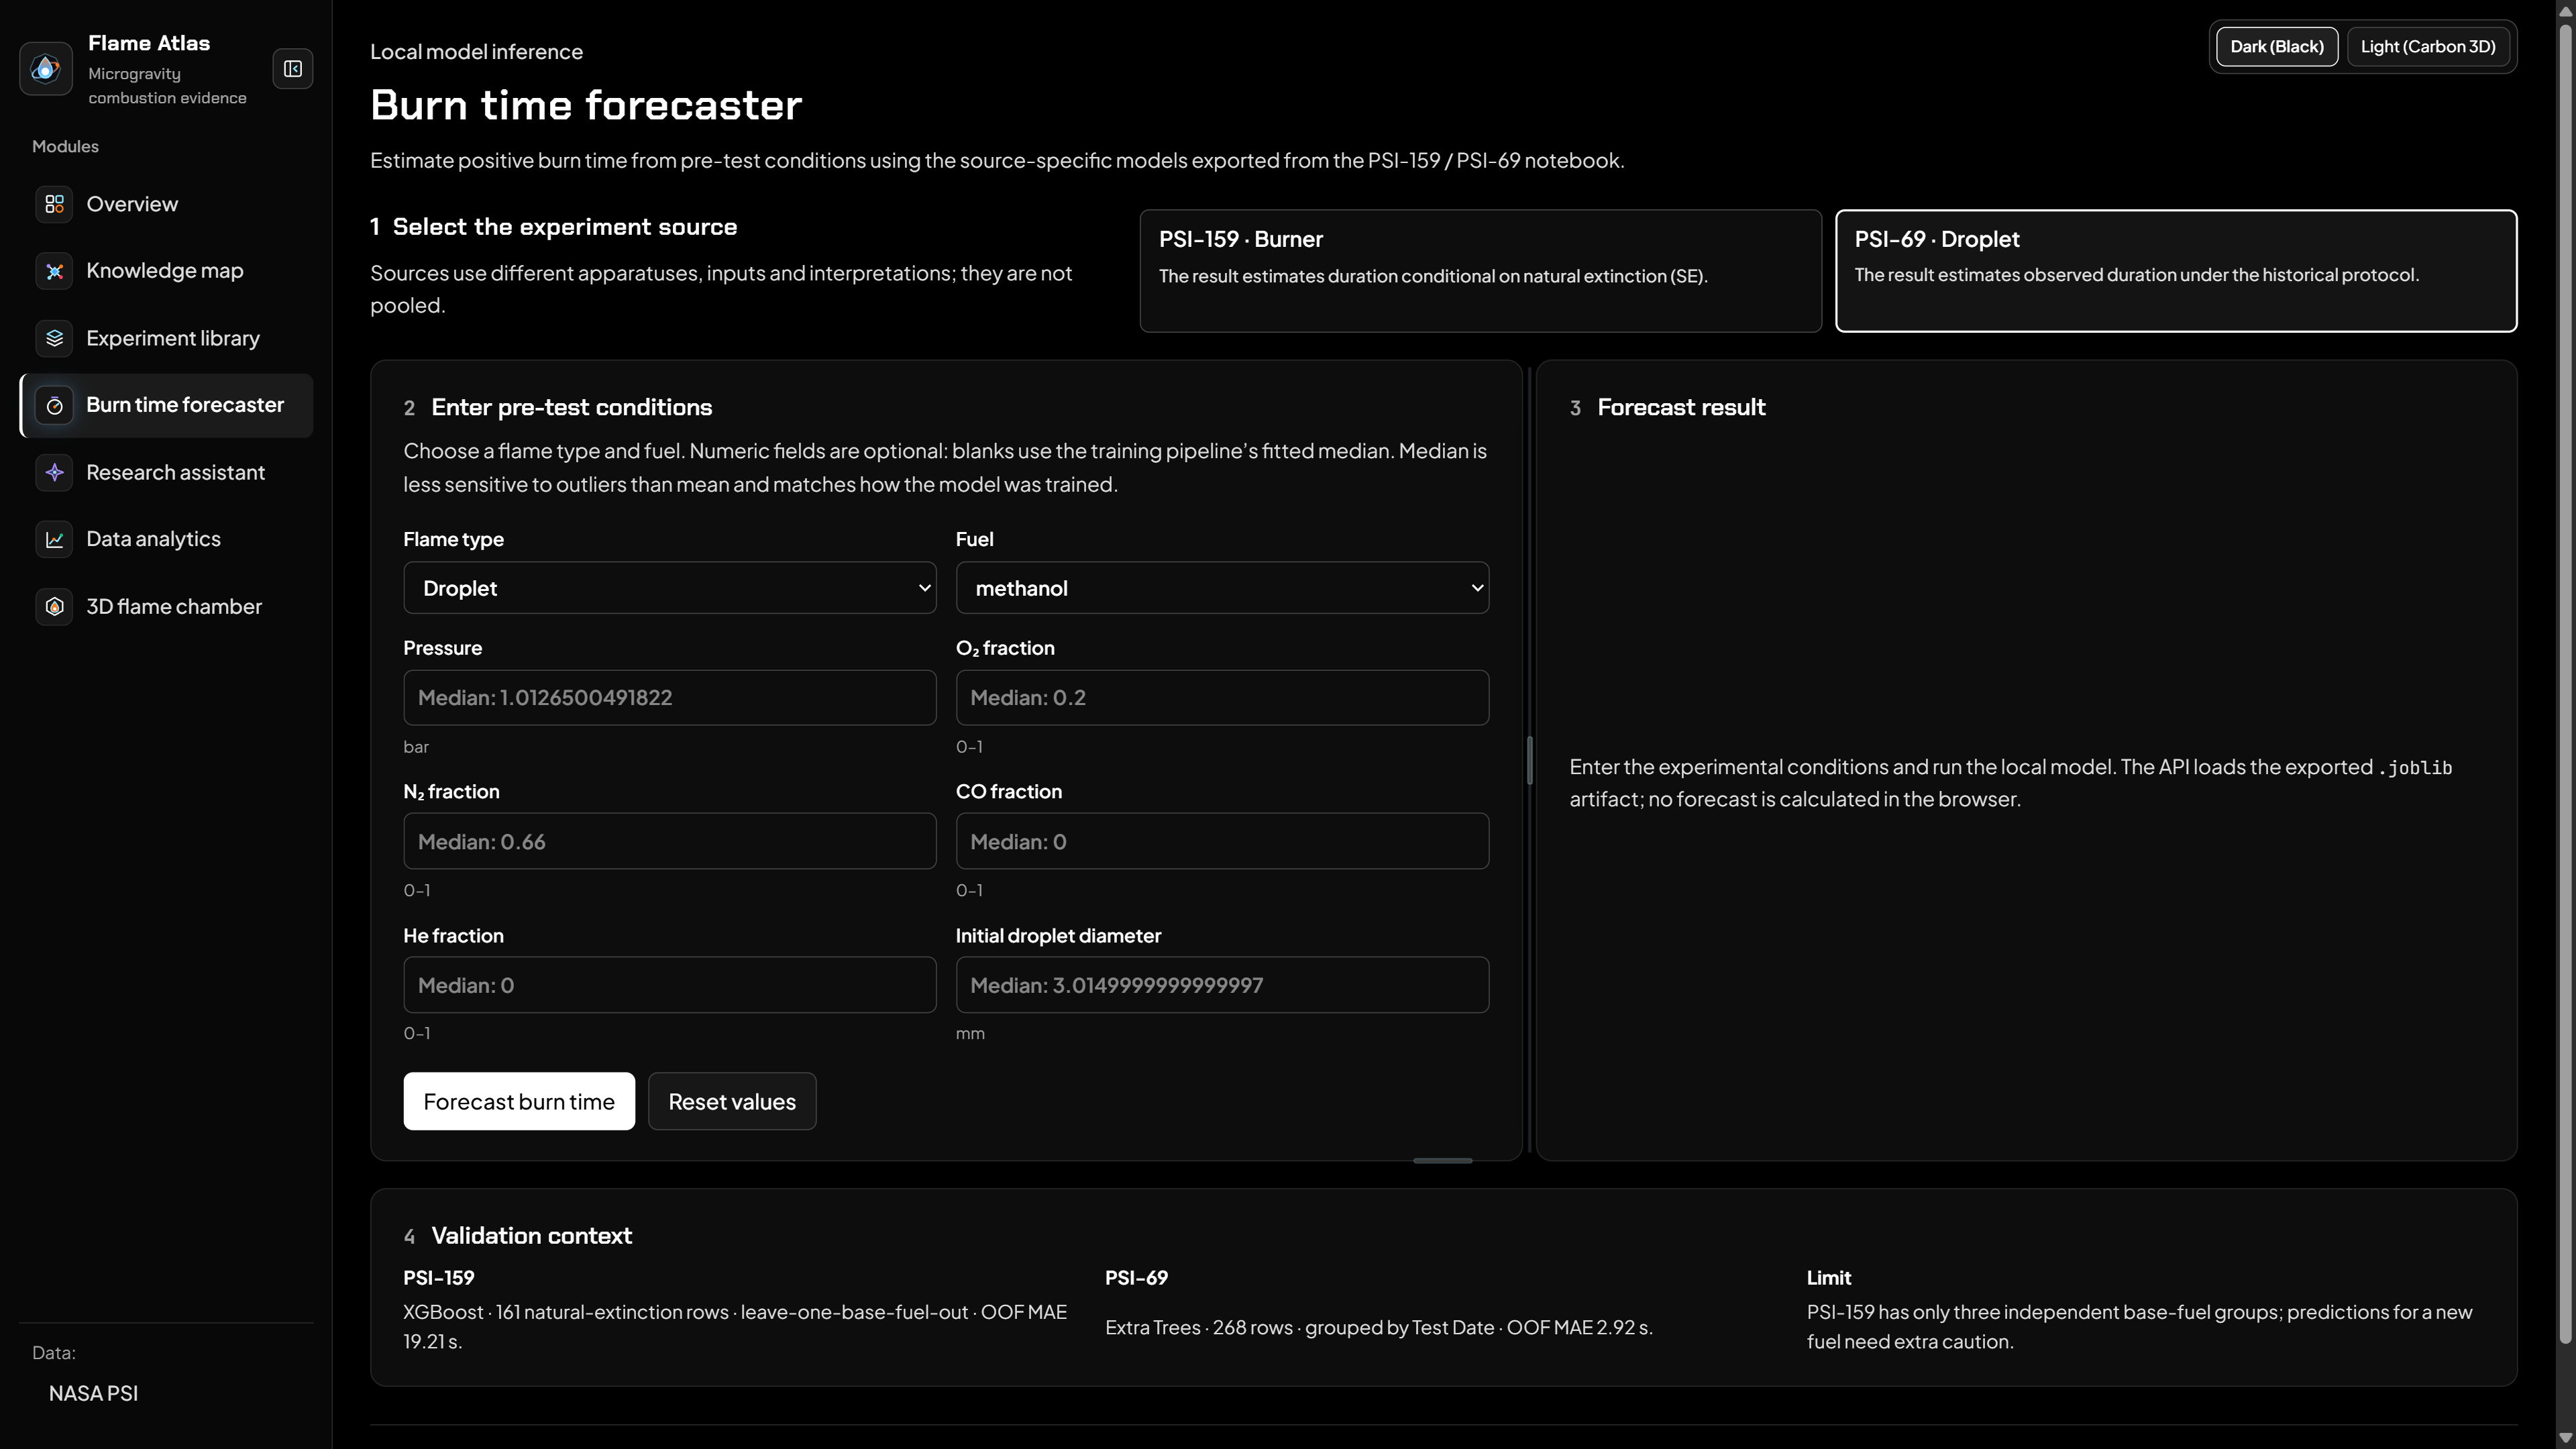 Flame Atlas
Microgravity
combustion evidence
Modules
Overview
Knowledge map
Experiment library
Burn time forecaster
Research assistant
Data analytics
3D flame chamber
Data:
NASA PSI
Local model inference
Dark (Black)
Light (Carbon 3D)
Burn time forecaster
Estimate positive burn time from pre-test conditions using the source-specific models exported from the PSI-159 / PSI-69 notebook.
1 Select the experiment source
Sources use different apparatuses, inputs and interpretations; they are not
pooled.
PSI-159 · Burner
The result estimates duration conditional on natural extinction (SE).
PSI-69 · Droplet
The result estimates observed duration under the historical protocol.
2 Enter pre-test conditions
Choose a flame type and fuel. Numeric fields are optional: blanks use the training pipeline’s fitted median. Median is
less sensitive to outliers than mean and matches how the model was trained.
Flame type
Fuel
Droplet
methanol
Pressure
O₂ fraction
Median: 1.0126500491822
Median: 0.2
bar
0–1
N₂ fraction
CO fraction
Median: 0.66
Median: 0
0–1
0–1
He fraction
Initial droplet diameter
Median: 0
Median: 3.0149999999999997
0–1
mm
Forecast burn time
Reset values
3 Forecast result
Enter the experimental conditions and run the local model. The API loads the exported .joblib
artifact; no forecast is calculated in the browser.
4 Validation context
PSI-159
XGBoost · 161 natural-extinction rows · leave-one-base-fuel-out · OOF MAE
19.21 s.
PSI-69
Extra Trees · 268 rows · grouped by Test Date · OOF MAE 2.92 s.
Limit
PSI-159 has only three independent base-fuel groups; predictions for a new
fuel need extra caution.